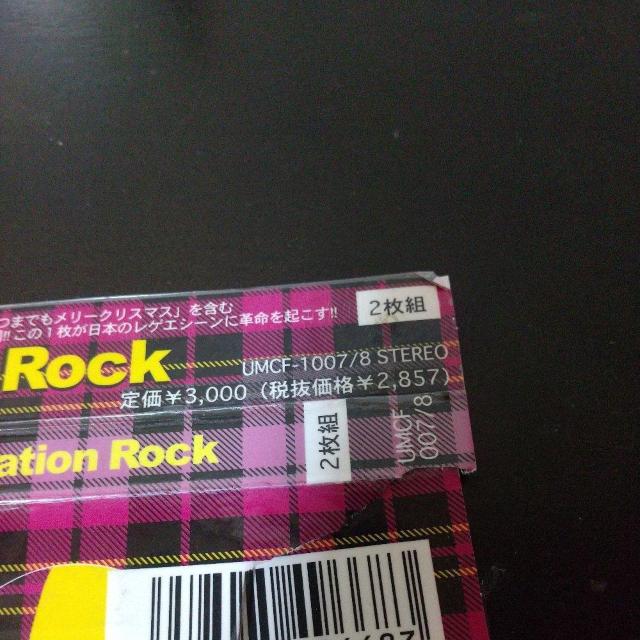 つまでもメリークリスマス」を含む
!!この1枚が日本のレゲエシーンに革命を起こす!!
2枚組
Rock
UMCF-1007/8 STEREO
定価¥3,000(税抜価格¥2,857)
ation Rock
2枚組
UMCF
007/8